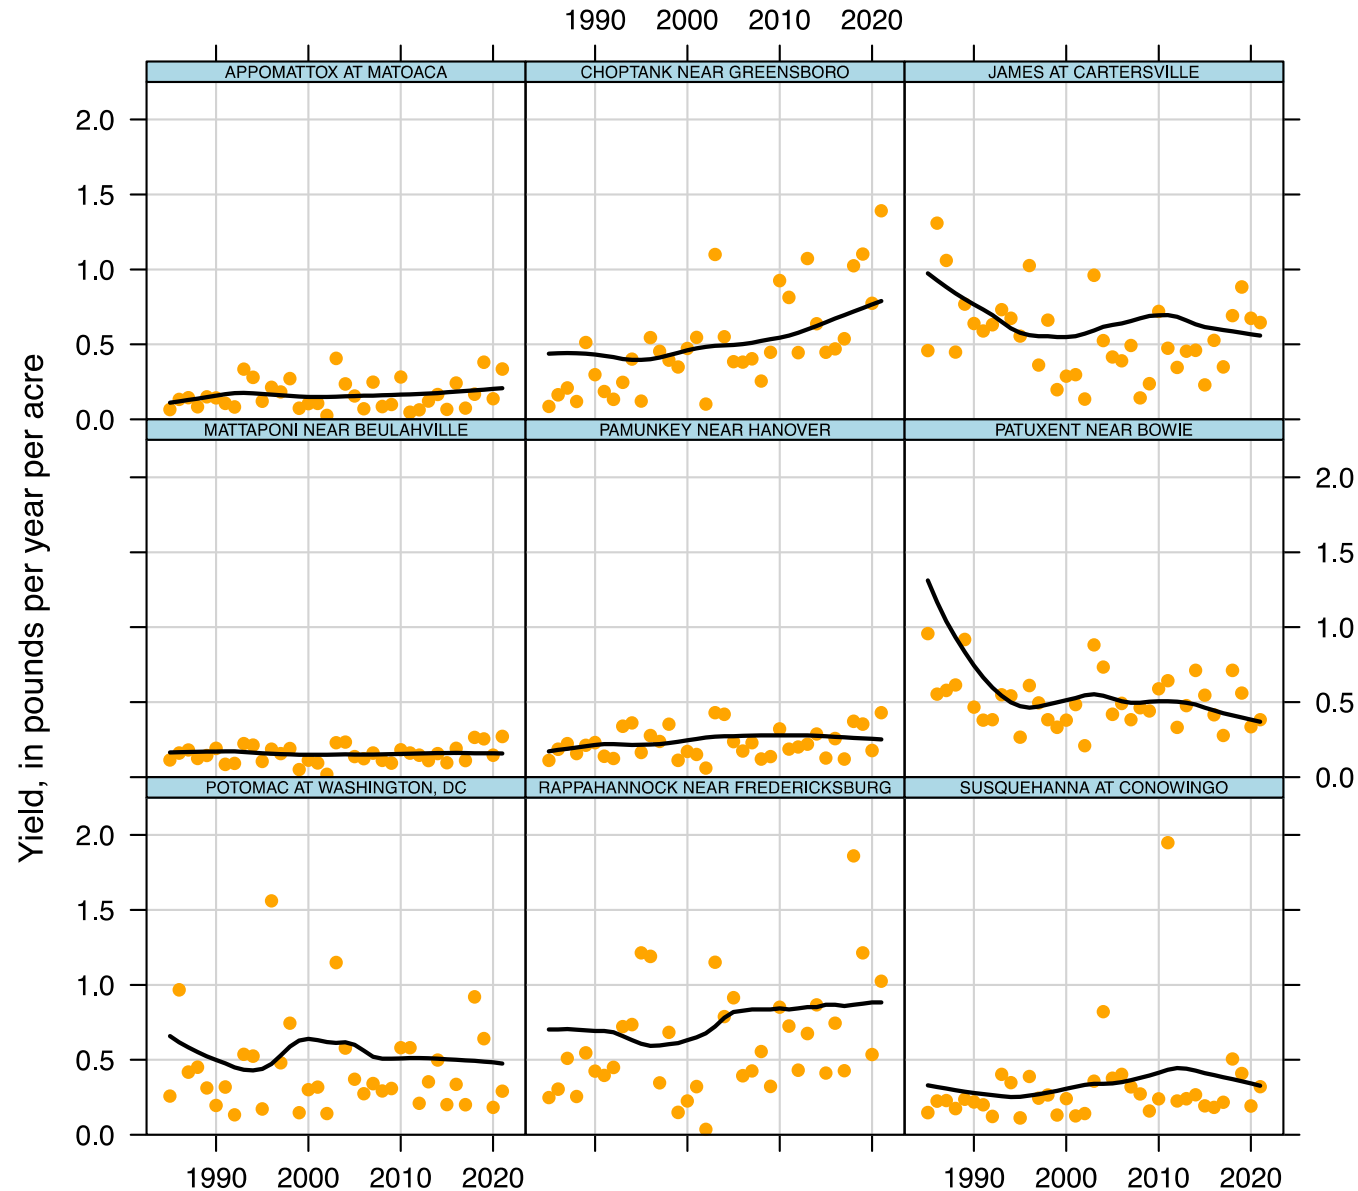 1990 2000 2010 2020
APPOMATTOX AT MATOACA CHOPTANK NEAR GREENSBORO JAMES AT CARTERSVILLE
2.0
1.5
1.0
0.5
0.0
MATTAPONI NEAR BEULAHVILLE PAMUNKEY NEAR HANOVER PATUXENT NEAR BOWIE
2.0
1.5
1.0
0.5
0.0
POTOMAC AT WASHINGTON, DC RAPPAHANNOCK NEAR FREDERICKSBURG SUSQUEHANNA AT CONOWINGO
2.0
1.5
1.0
0.5
0.0
1990 2000 2010 2020 1990 2000 2010 2020
Yield, in pounds per year per acre